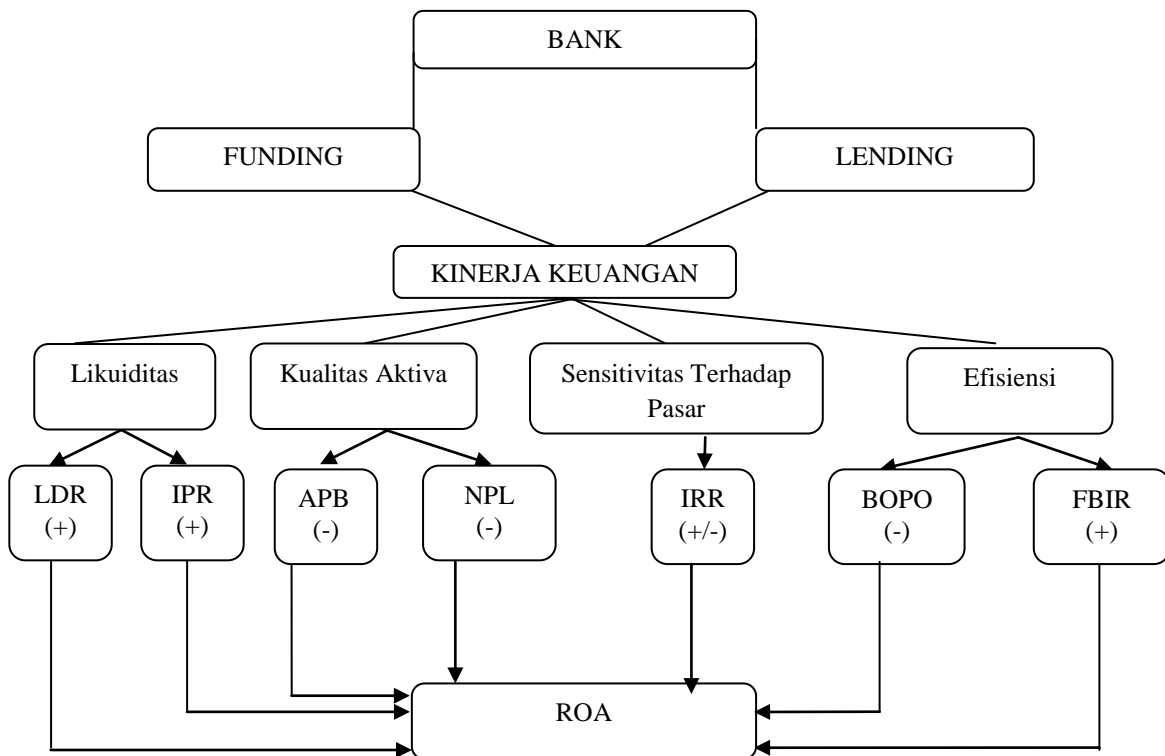 BANK
FUNDING
LENDING
KINERJA KEUANGAN
Likuiditas
Kualitas Aktiva
Sensitivitas Terhadap
Pasar
Efisiensi
LDR
(+)
IPR
(+)
APB
(-)
NPL
(-)
IRR
(+/-)
BOPO
(-)
FBIR
(+)
ROA